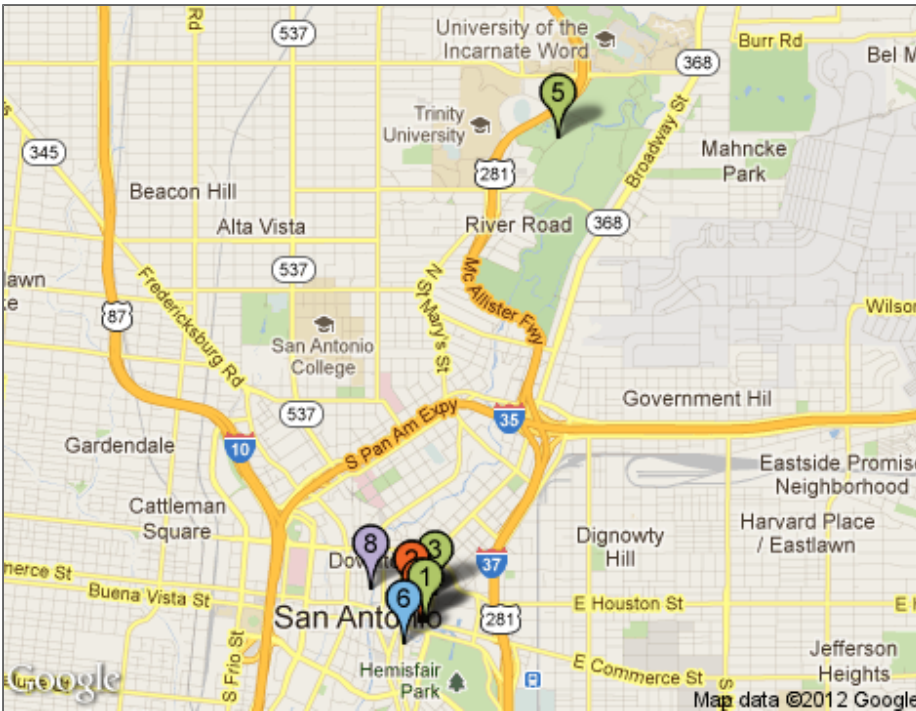 537
University of the
Incarnate Word
Burr Rd
368
Bel M
5
Trinity
University
Broadway St
345
281
Mahncke
Park
Beacon Hill
Alta Vista
River Road
368
lawn
537
Mc Allister Fwy
N St Mary's St
87
Fredericksburg Rd
Wilso
San Antonio
College
Government Hil
537
35
S Pan Am Expy
Gardendale
10
Eastside Promis
Neighborhood
Cattleman
Square
Harvard Place
/ Eastlawn
Dignowty
Hill
8
2
3
37
1
merce St
Buena Vista St
6
E Houston St
San Antonio
281
S Frio St
Hemisfair
Park
E Commerce St
Jefferson
Heights
Google
Map data ©2012 Google